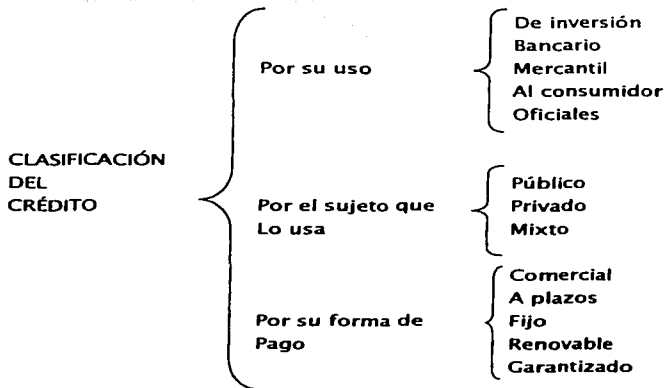 CLASIFICACIÓN
DEL
CRÉDITO
Por su uso
De inversión
Bancario
Mercantil
Al consumidor
Oficiales
Por el sujeto que
Lo usa
Público
Privado
Mixto
Por su forma de
Pago
Comercial
A plazos
Fijo
Renovable
Garantizado